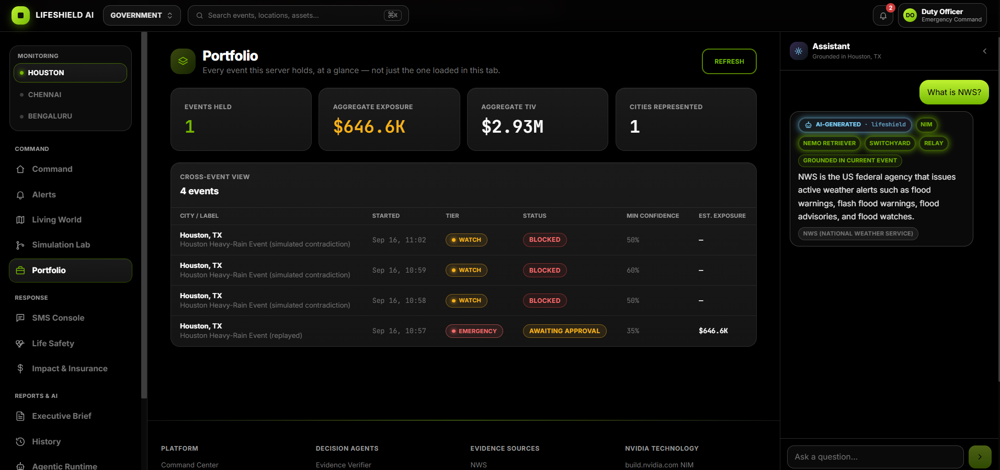 LIFESHIELD AI
GOVERNMENT
Search events, locations, assets...
⌘K
2
DO
Duty Officer
Emergency Command
MONITORING
HOUSTON
CHENNAI
BENGALURU
COMMAND
Command
Alerts
Living World
Simulation Lab
Portfolio
RESPONSE
SMS Console
Life Safety
Impact & Insurance
REPORTS & AI
Executive Brief
History
Agentic Runtime
Portfolio
Every event this server holds, at a glance — not just the one loaded in this tab.
REFRESH
EVENTS HELD
1
AGGREGATE EXPOSURE
$646.6K
AGGREGATE TIV
$2.93M
CITIES REPRESENTED
1
CROSS-EVENT VIEW
4 events
CITY / LABEL STARTED TIER STATUS MIN CONFIDENCE EST. EXPOSURE
Houston, TX
Houston Heavy-Rain Event (simulated contradiction) Sep 16, 11:02 WATCH BLOCKED 50% —
Houston, TX
Houston Heavy-Rain Event (simulated contradiction) Sep 16, 10:59 WATCH BLOCKED 60% —
Houston, TX
Houston Heavy-Rain Event (simulated contradiction) Sep 16, 10:58 WATCH BLOCKED 50% —
Houston, TX
Houston Heavy-Rain Event (replayed) Sep 16, 10:57 EMERGENCY AWAITING APPROVAL 35% $646.6K
PLATFORM
Command Center
DECISION AGENTS
Evidence Verifier
EVIDENCE SOURCES
NWS
NVIDIA TECHNOLOGY
build.nvidia.com NIM
Assistant
Grounded in Houston, TX
What is NWS?
AI-GENERATED · lifeshield NIM
NEMO RETRIEVER SWITCHYARD RELAY
GROUNDED IN CURRENT EVENT
NWS is the US federal agency that issues
active weather alerts such as flood
warnings, flash flood warnings, flood
advisories, and flood watches.
NWS (NATIONAL WEATHER SERVICE)
Ask a question...